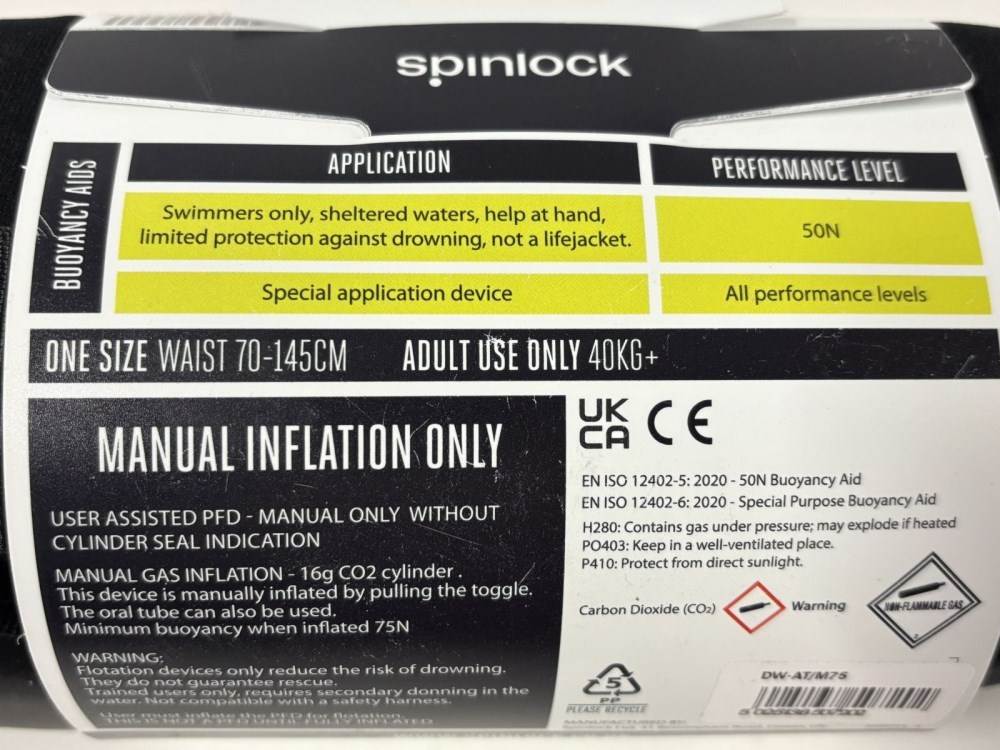 spinlock
BUOYANCY AIDS
APPLICATION
PERFORMANCE LEVEL
Swimmers only, sheltered waters, help at hand,
limited protection against drowning, not a lifejacket.
50N
Special application device
All performance levels
ONE SIZE WAIST 70-145CM
ADULT USE ONLY 40KG+
MANUAL INFLATION ONLY
USER ASSISTED PFD - MANUAL ONLY WITHOUT
CYLINDER SEAL INDICATION
MANUAL GAS INFLATION - 16g CO2 cylinder.
This device is manually inflated by pulling the toggle.
The oral tube can also be used.
Minimum buoyancy when inflated 75N
WARNING:
Flotation devices only reduce the risk of drowning.
They do not guarantee rescue.
Trained users only, requires secondary donning in the
water. Not compatible with a safety harness.
User must inflate the PFD for flotation.
UNTIL FULLY INFLATED
UK
CA CE
EN ISO 12402-5: 2020 - 50N Buoyancy Aid
EN ISO 12402-6: 2020 - Special Purpose Buoyancy Aid
H280: Contains gas under pressure; may explode if heated
PO403: Keep in a well-ventilated place.
P410: Protect from direct sunlight.
Carbon Dioxide (CO2)
Warning
NON-FLAMMABLE GAS
2
5
PP
PLEASE RECYCLE
DW-AT/M75
MANUFACTURED BY: